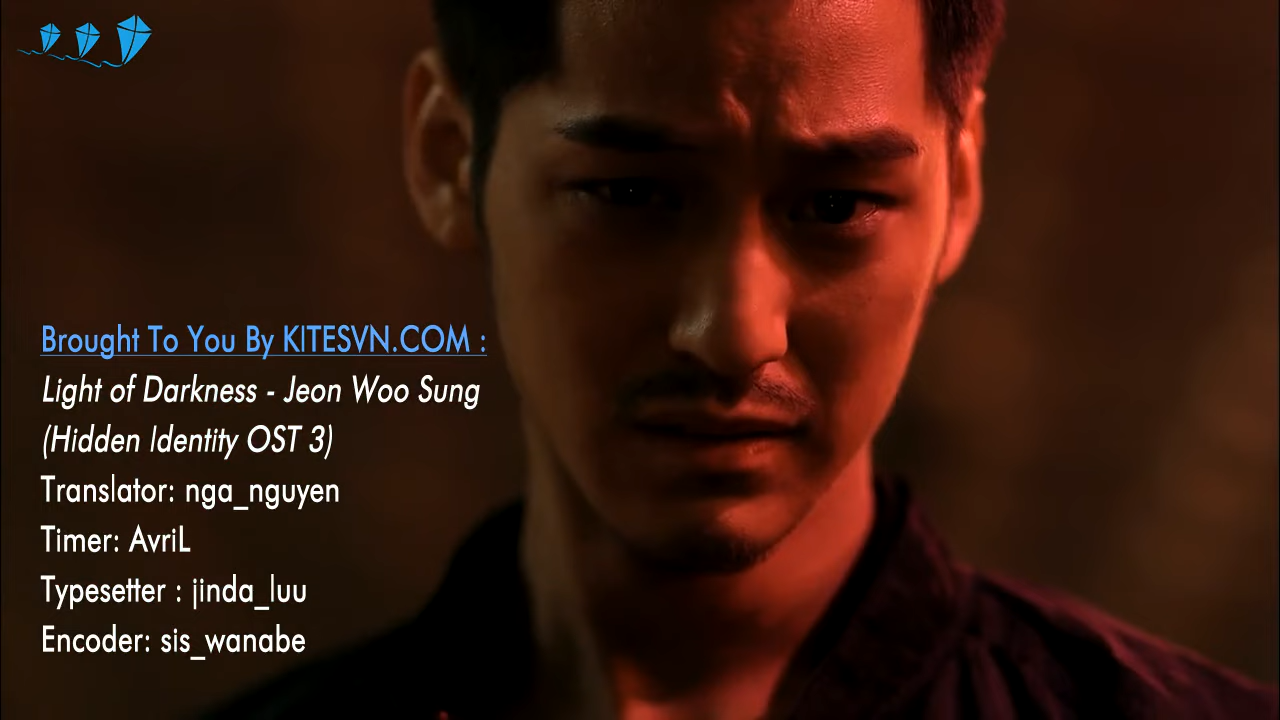 Brought To You By KITESVN.COM :
Light of Darkness - Jeon Woo Sung
(Hidden Identity OST 3)
Translator: nga_nguyen
Timer: AvriL
Typesetter : jinda_luu
Encoder: sis_wanabe